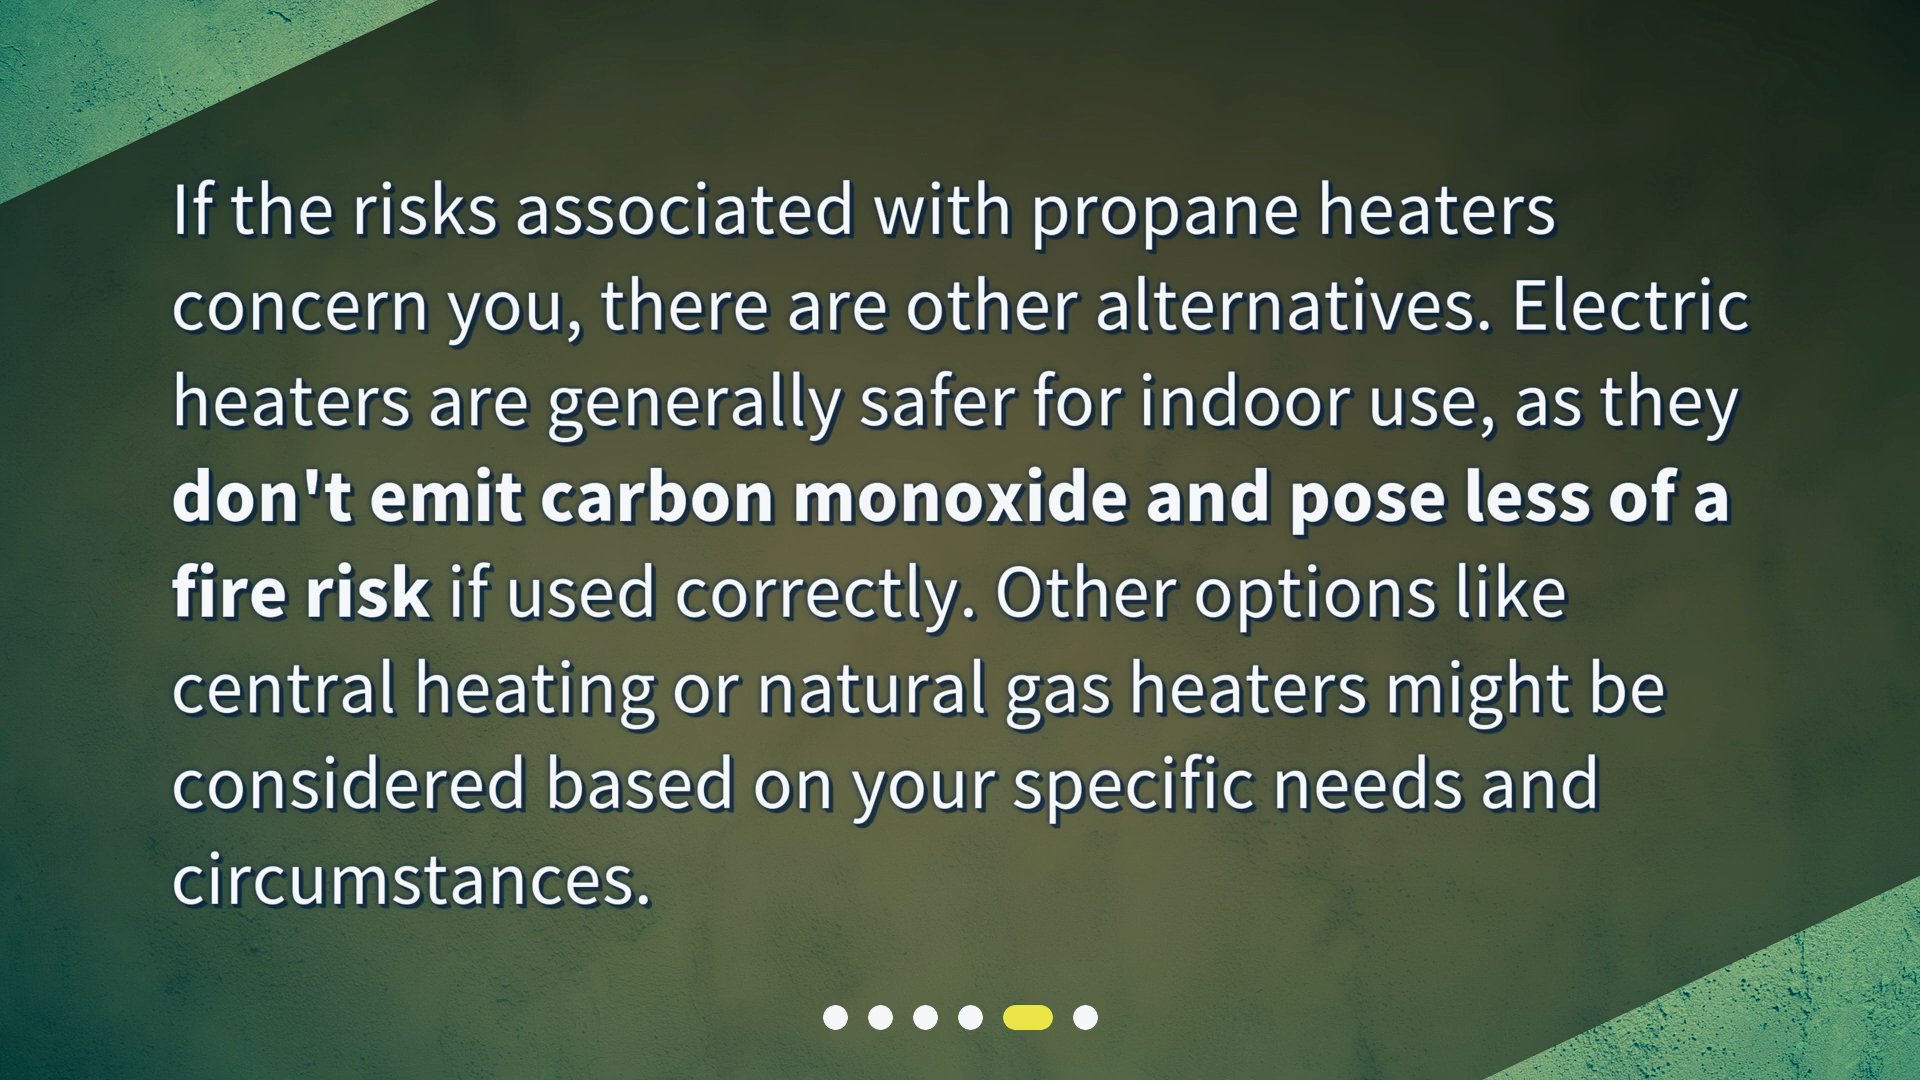 If the risks associated with propane heaters
concern you, there are other alternatives. Electric
heaters are generally safer for indoor use, as they
don't emit carbon monoxide and pose less of a
fire risk if used correctly. Other options like
central heating or natural gas heaters might be
considered based on your specific needs and
circumstances.